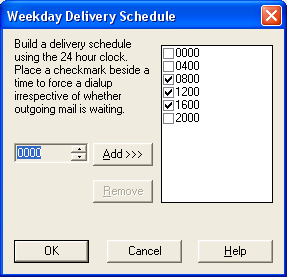 Weekday Delivery Schedule
Build a delivery schedule
using the 24 hour clock.
Place a checkmark beside a
time to force a dialup
irrespective of whether
outgoing mail is waiting.
0000
0400
0800
1200
1600
2000
0000
Add >>>
Remove
OK
Cancel
Help